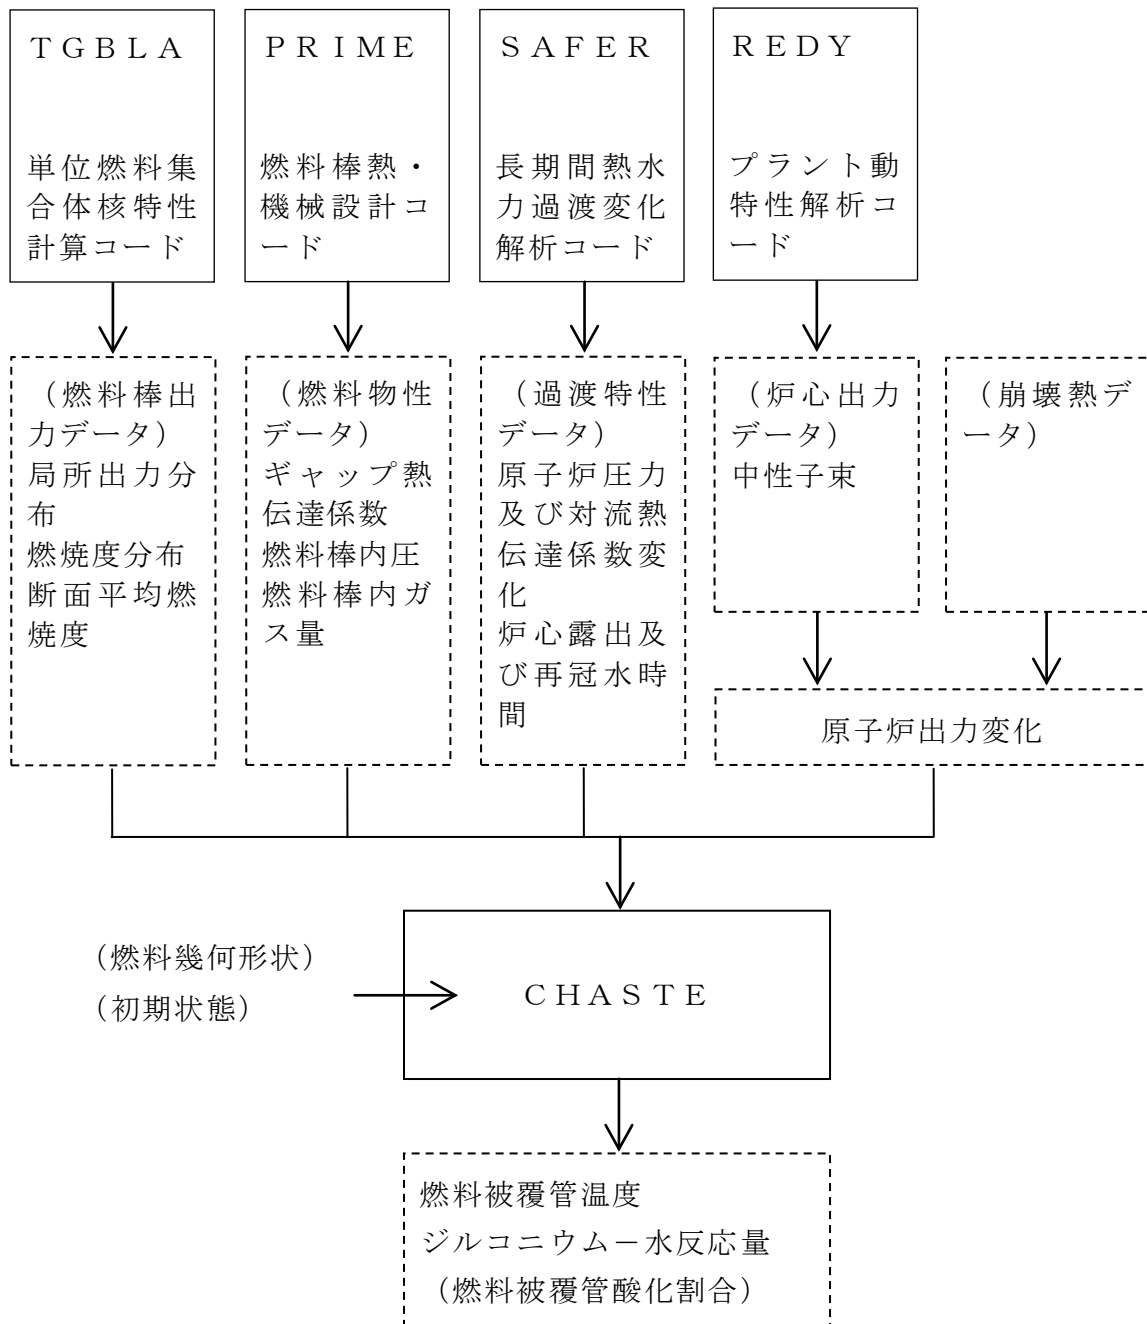 ＴＧＢＬＡ
単位燃料集
合体核特性
計算コード
ＰＲＩＭＥ
燃料棒熱・
機械設計コ
ード
ＳＡＦＥＲ
長期間熱水
力過渡変化
解析コード
ＲＥＤＹ
プラント動
特性解析コ
ード
（燃料棒出
力データ）
局所出力分
布
燃焼度分布
断面平均燃
焼度
（燃料物性
データ）
ギャップ熱
伝達係数
燃料棒内圧
燃料棒内ガ
ス量
（過渡特性
データ）
原子炉圧力
及び対流熱
伝達係数変
化
炉心露出及
び再冠水時
間
（炉心出力
データ）
中性子束
（崩壊熱デ
ータ）
原子炉出力変化
（燃料幾何形状）
（初期状態）
ＣＨＡＳＴＥ
燃料被覆管温度
ジルコニウム－水反応量
（燃料被覆管酸化割合）